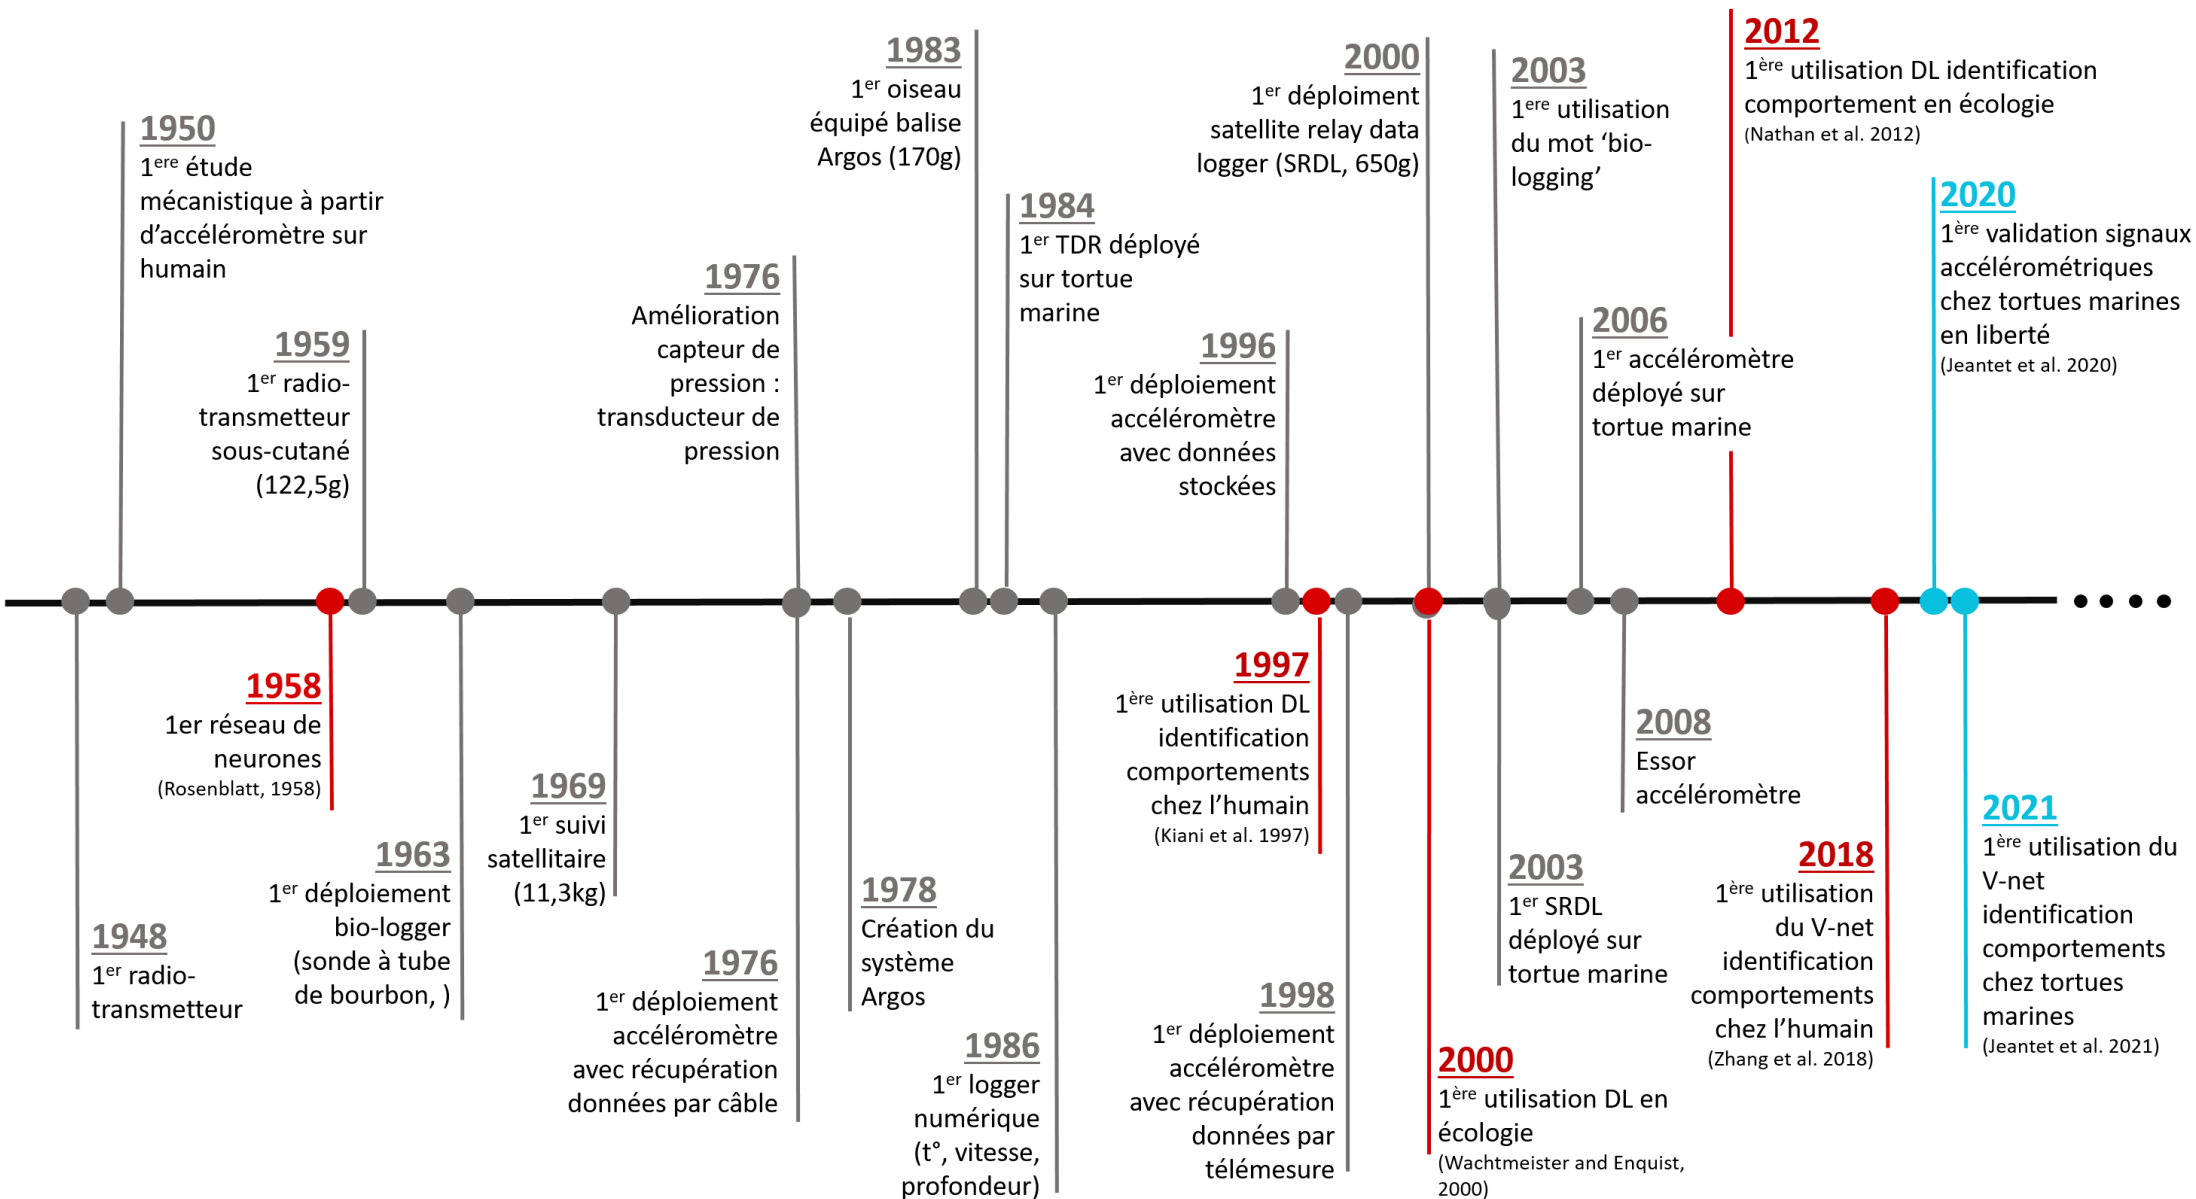 1950
1ere étude
mécanistique à partir
d'accéléromètre sur
humain
1959
1er radio-
transmetteur
sous-cutané
(122,5g)
1976
Amélioration
capteur de
pression :
transducteur de
pression
1983
1er oiseau
équipé balise
Argos (170g)
1984
1er TDR déployé
sur tortue
marine
1996
1er déploiement
accéléromètre
avec données
stockées
2000
1er déploiment
satellite relay data
logger (SRDL, 650g)
2003
1ere utilisation
du mot 'bio-
logging'
2006
1er accéléromètre
déployé sur
tortue marine
2012
1ère utilisation DL identification
comportement en écologie
(Nathan et al. 2012)
2020
1ère validation signaux
accélérométriques
chez tortues marines
en liberté
(Jeantet et al. 2020)
1948
1er radio-
transmetteur
1958
1er réseau de
neurones
(Rosenblatt, 1958)
1963
1er déploiement
bio-logger
(sonde à tube
de bourbon, )
1969
1er suivi
satellitaire
(11,3kg)
1976
1er déploiement
accéléromètre
avec récupération
données par câble
1978
Création du
système
Argos
1986
1er logger
numérique
(t°, vitesse,
profondeur)
1997
1ère utilisation DL
identification
comportements
chez l'humain
(Kiani et al. 1997)
1998
1er déploiement
accéléromètre
avec récupération
données par
télémesure
2000
1ère utilisation DL en
écologie
(Wachtmeister and Enquist,
2000)
2003
1er SRDL
déployé sur
tortue marine
2008
Essor
accéléromètre
2018
1ère utilisation
du V-net
identification
comportements
chez l'humain
(Zhang et al. 2018)
2021
1ère utilisation du
V-net
identification
comportements
chez tortues
marines
(Jeantet et al. 2021)